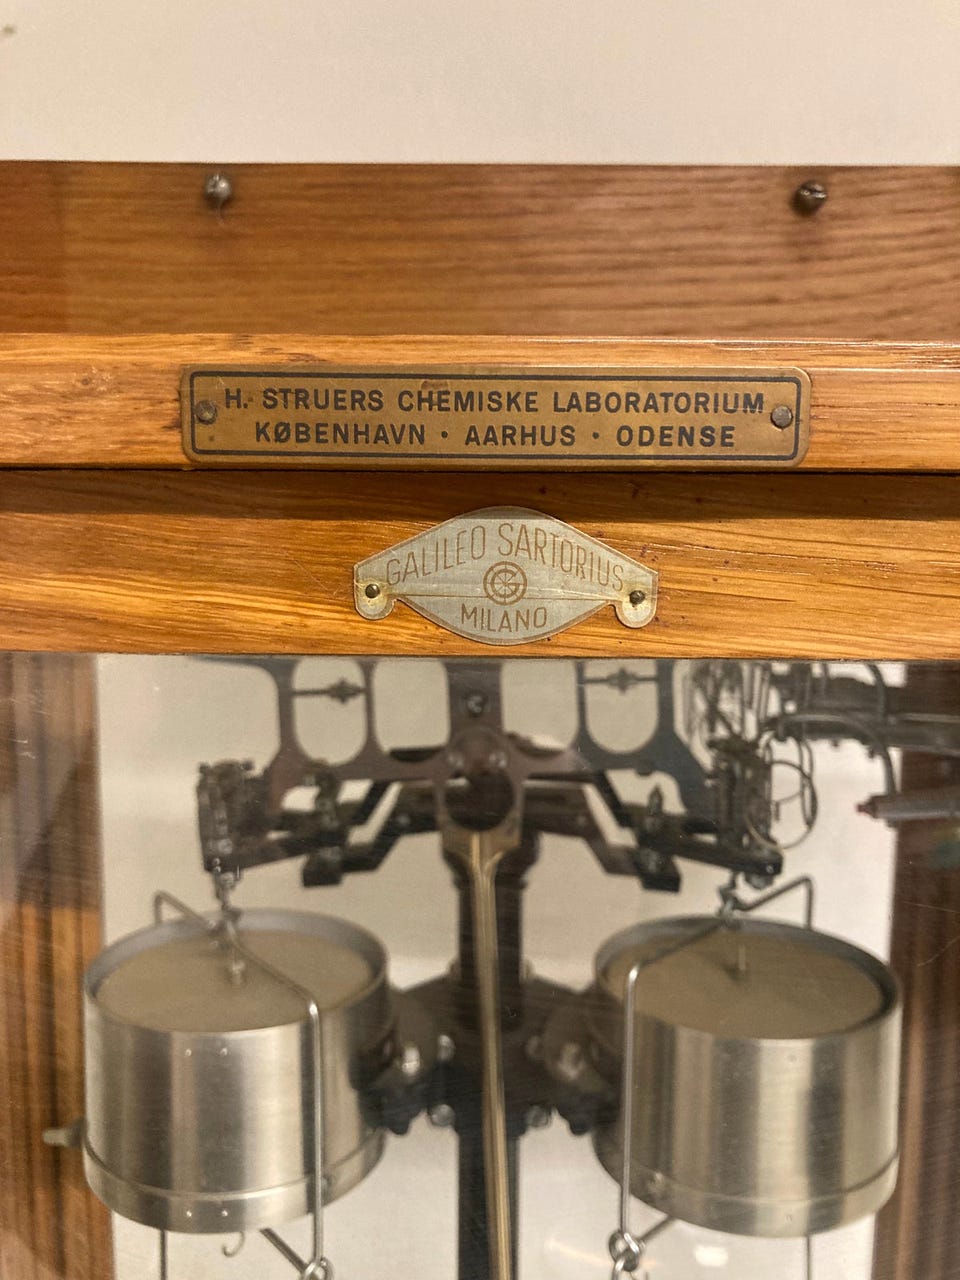 H. STRUERS CHEMISKE LABORATORIUM
KØBENHAVN · AARHUS · ODENSE
GALILEO SARTORIUS
G
MILANO